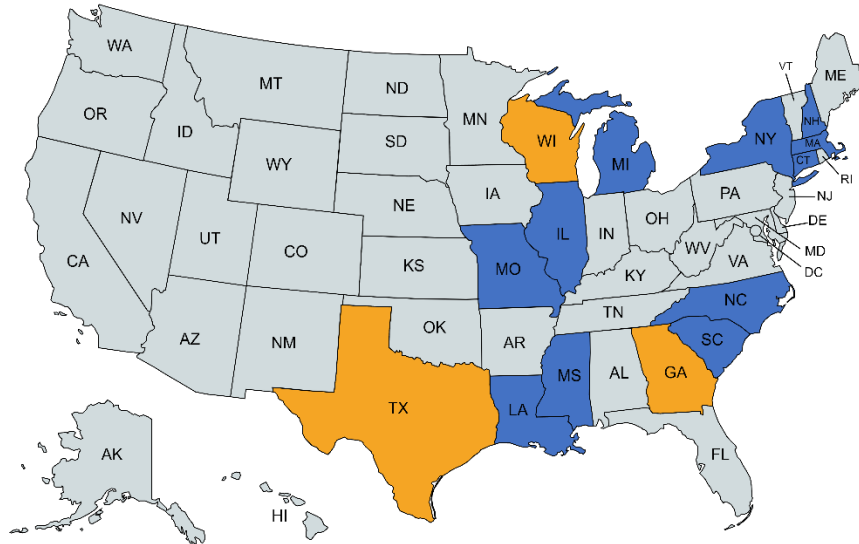 WA
MT
ND
MN
OR
ID
SD
WI
WY
MI
NE
IA
NV
UT
CO
CA
KS
MO
IL
IN
OH
PA
NY
VT
NH
ME
MA
CT
RI
NJ
DE
MD
DC
WV
VA
KY
TN
NC
SC
AZ
NM
OK
AR
TX
LA
MS
AL
GA
FL
AK
HI